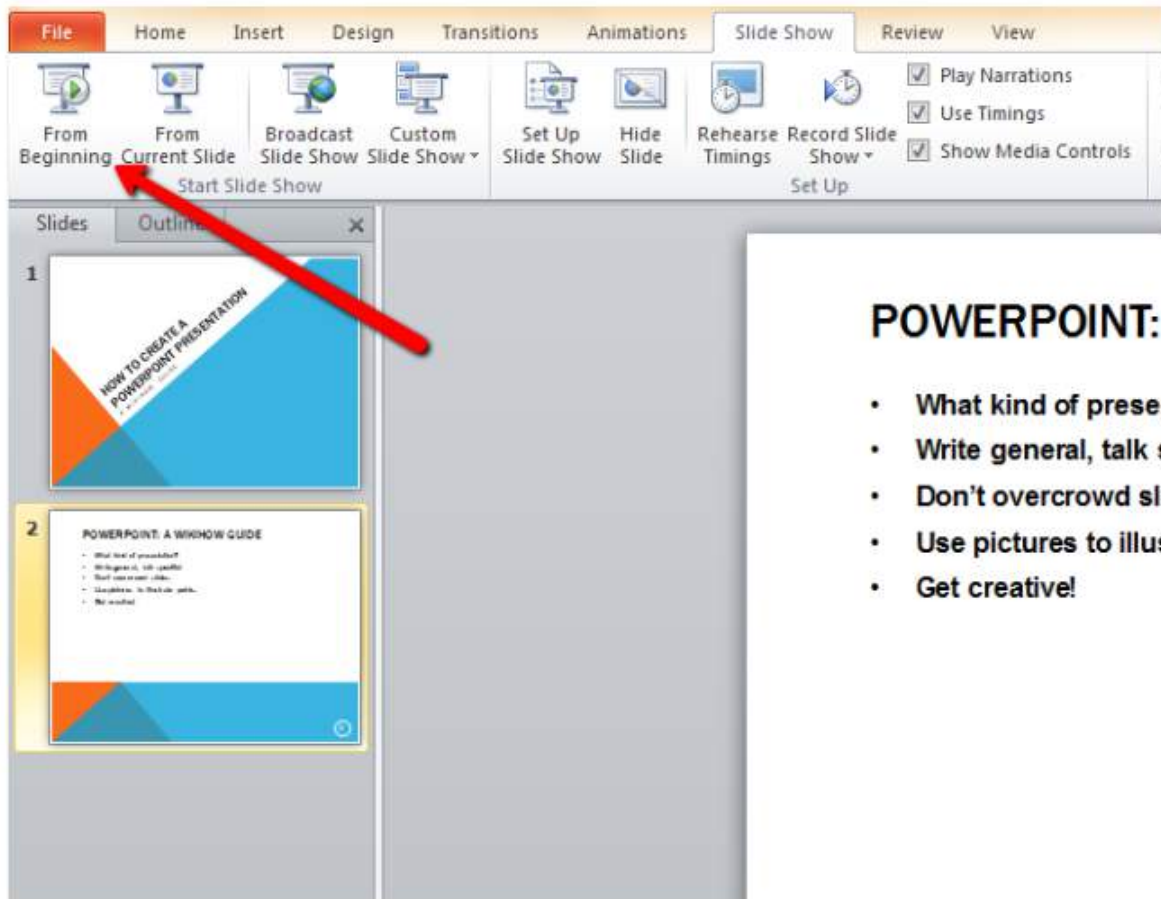 File Home Insert Design Transitions Animations Slide Show Review View
From Beginning
From Current Slide
Broadcast Slide Show
Custom Slide Show
Set Up Slide Show
Hide Slide
Rehearse Timings
Record Slide Show
Play Narrations
Use Timings
Show Media Controls
Start Slide Show
Set Up
Slides
1
HOW TO CREATE A
POWERPOINT PRESENTATION
2
POWERPOINT: A WIKIHOW GUIDE
POWERPOINT:
• What kind of prese
• Write general, talk s
• Don't overcrowd sl
• Use pictures to illus
• Get creative!